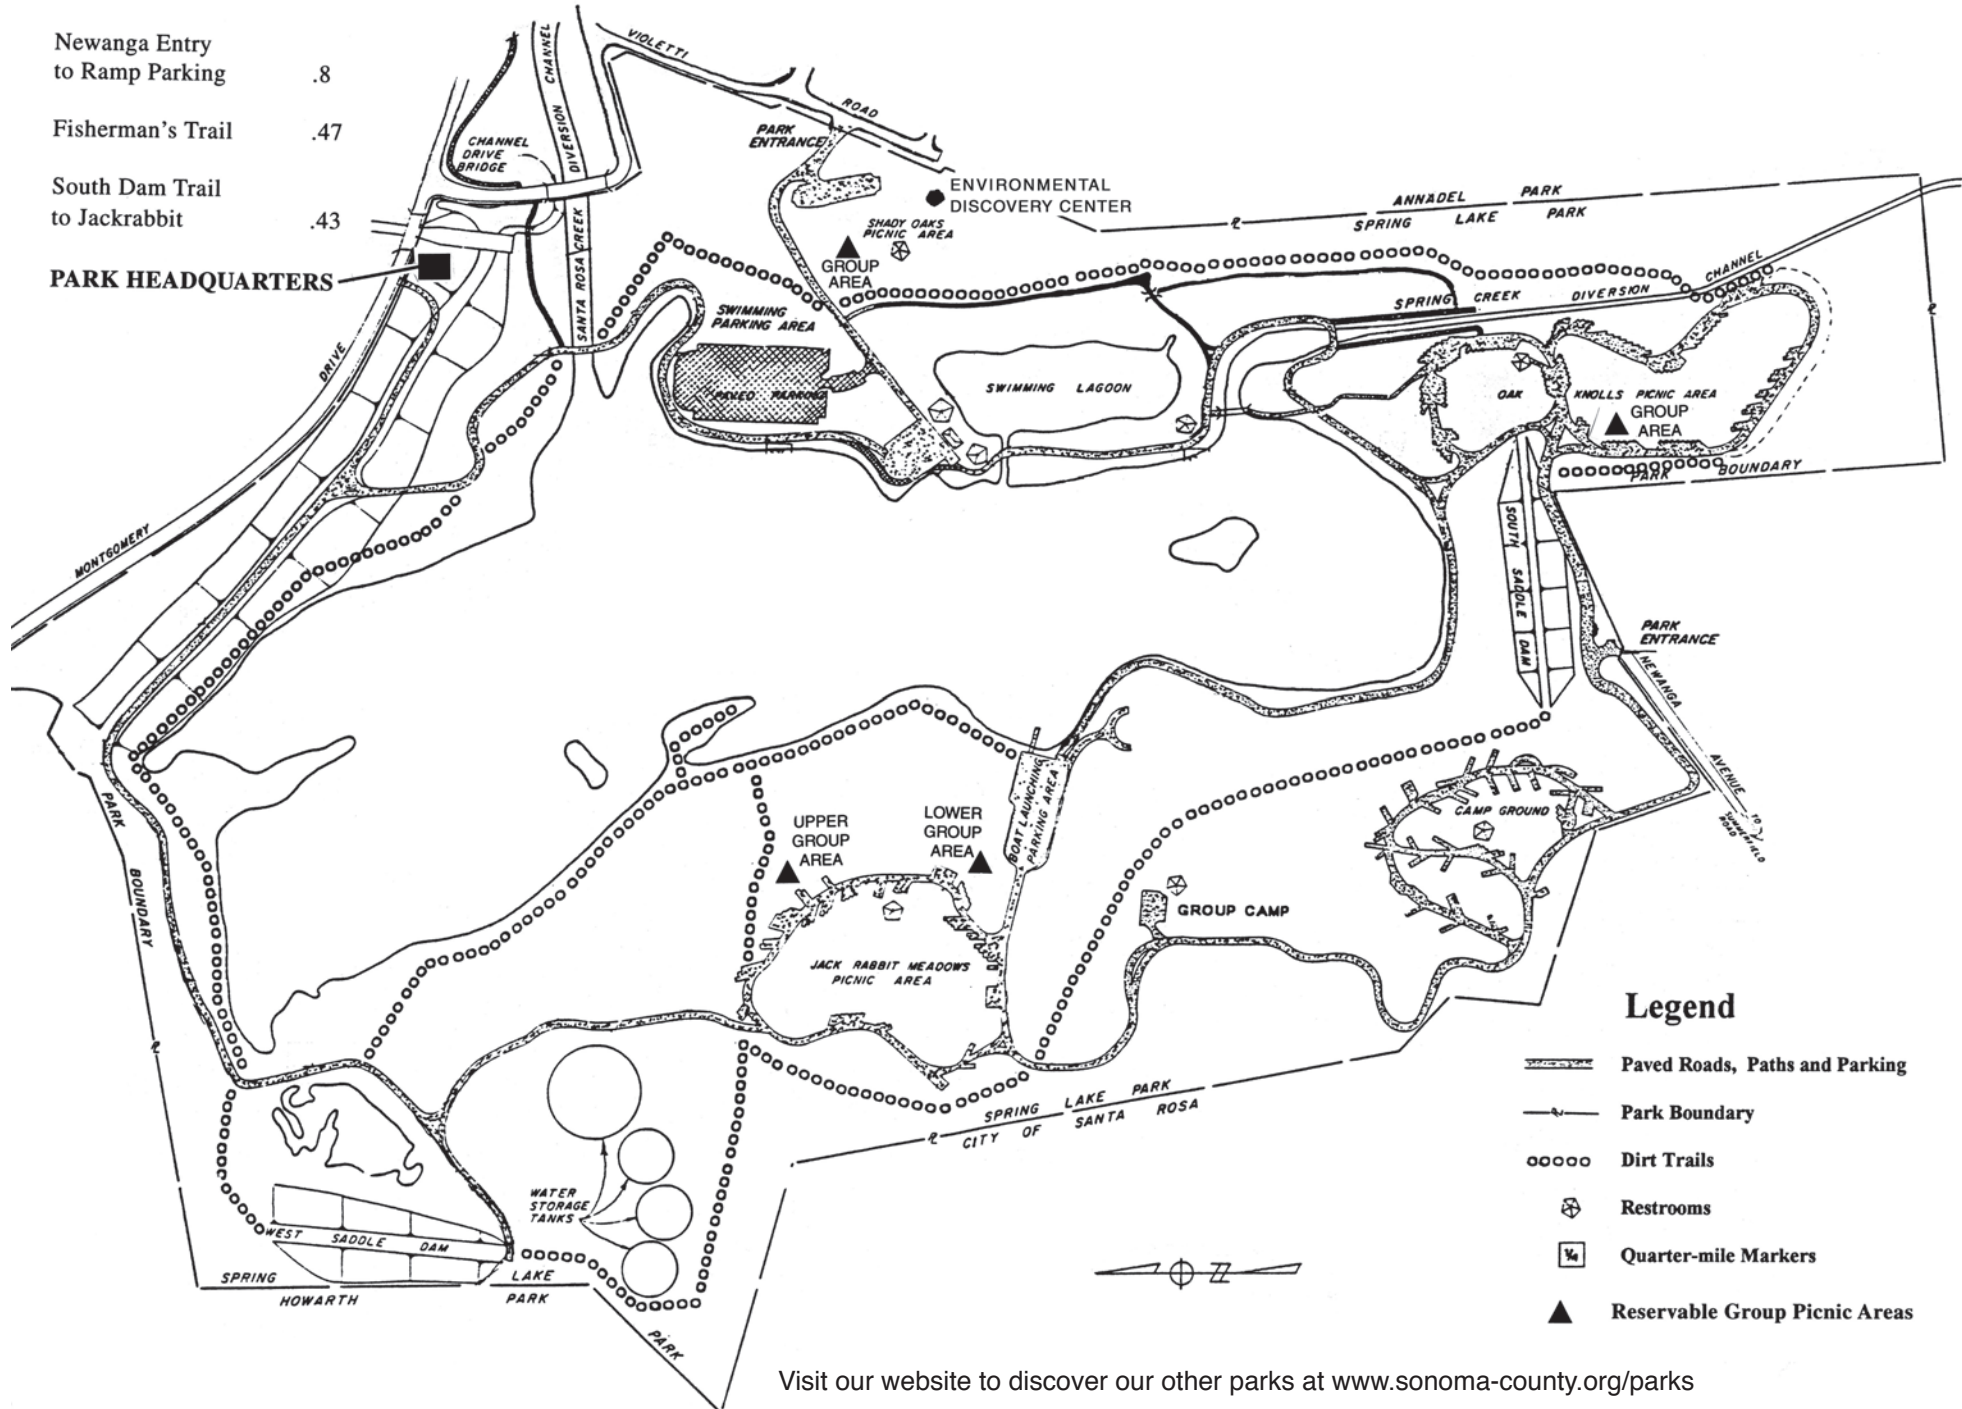 Newanga Entry
to Ramp Parking .8
Fisherman's Trail .47
South Dam Trail
to Jackrabbit .43
PARK HEADQUARTERS
CHANNEL
DRIVE
BRIDGE
DIVERSION CHANNEL
SANTA ROSA CREEK
VIOLETTI
ROAD
PARK
ENTRANCE
ENVIRONMENTAL
DISCOVERY CENTER
SHADY OAKS
PICNIC AREA
GROUP
AREA
ANNADEL PARK
SPRING LAKE PARK
SWIMMING
PARKING AREA
PAVED PARKING
SWIMMING LAGOON
SPRING CREEK DIVERSION CHANNEL
OAK KNOLLS PICNIC AREA
GROUP
AREA
PARK BOUNDARY
MONTGOMERY DRIVE
SOUTH SADDLE DAM
PARK
ENTRANCE
NEWANGA AVENUE
TO
SUMMERFIELD
ROAD
PARK BOUNDARY
UPPER
GROUP
AREA
LOWER
GROUP
AREA
BOAT LAUNCHING
PARKING AREA
CAMP GROUND
GROUP CAMP
JACK RABBIT MEADOWS
PICNIC AREA
SPRING LAKE PARK
CITY OF SANTA ROSA
WATER
STORAGE
TANKS
WEST SADDLE DAM
SPRING LAKE PARK
HOWARTH PARK
Legend
Paved Roads, Paths and Parking
Park Boundary
Dirt Trails
Restrooms
1/4 Quarter-mile Markers
Reservable Group Picnic Areas
Visit our website to discover our other parks at www.sonoma-county.org/parks